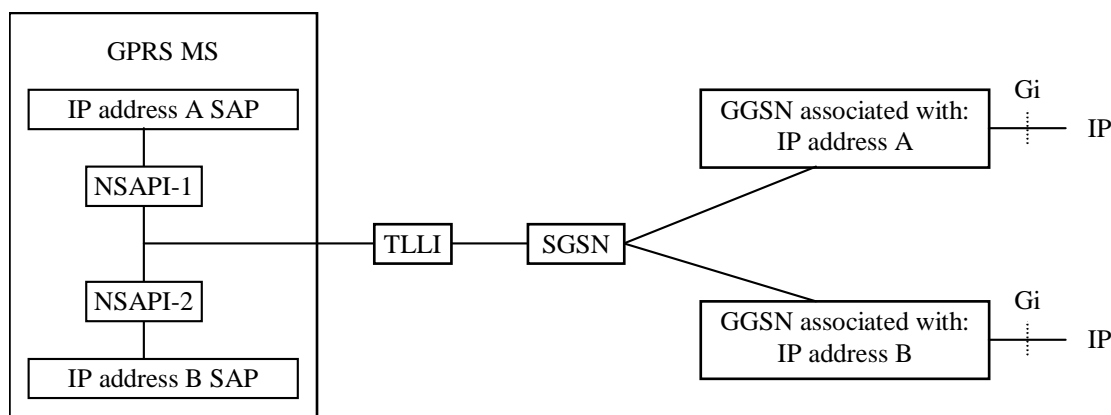 GPRS MS
IP address A SAP
NSAPI-1
NSAPI-2
IP address B SAP
TLLI
SGSN
GGSN associated with:
IP address A
Gi
IP
GGSN associated with:
IP address B
Gi
IP